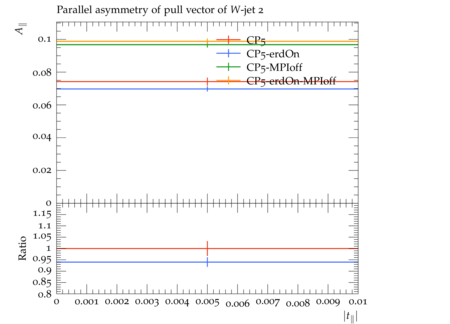 Parallel asymmetry of pull vector of W-jet 2
A∥
0.1
0.08
0.06
0.04
0.02
0
CP5
CP5-erdOn
CP5-MPIoff
CP5-erdOn-MPIoff
Ratio
1.15
1.1
1.05
1
0.95
0.9
0.85
0.8
0 0.001 0.002 0.003 0.004 0.005 0.006 0.007 0.008 0.009 0.01
|t∥|